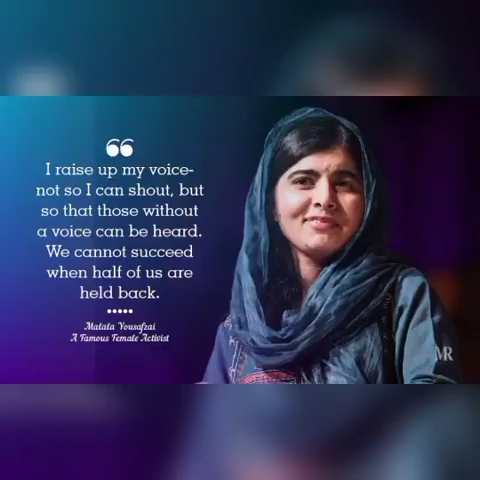 ❝
I raise up my voice-
not so I can shout, but
so that those without
a voice can be heard.
We cannot succeed
when half of us are
held back.
Malala Yousafzai
A Famous Female Activist
MR